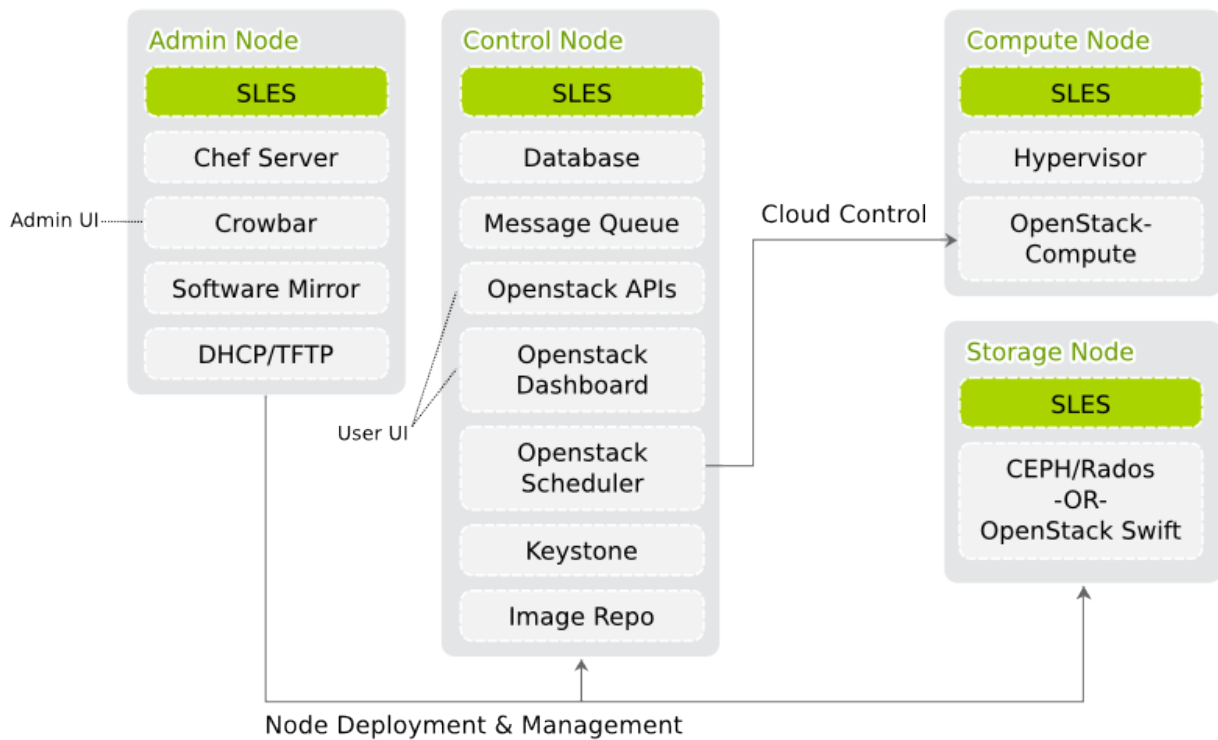 Admin Node
SLES
Chef Server
Admin UI
Crowbar
Software Mirror
DHCP/TFTP
Control Node
SLES
Database
Message Queue
Openstack APIs
Openstack
Dashboard
User UI
Openstack
Scheduler
Keystone
Image Repo
Cloud Control
Compute Node
SLES
Hypervisor
OpenStack-
Compute
Storage Node
SLES
CEPH/Rados
-OR-
OpenStack Swift
Node Deployment & Management